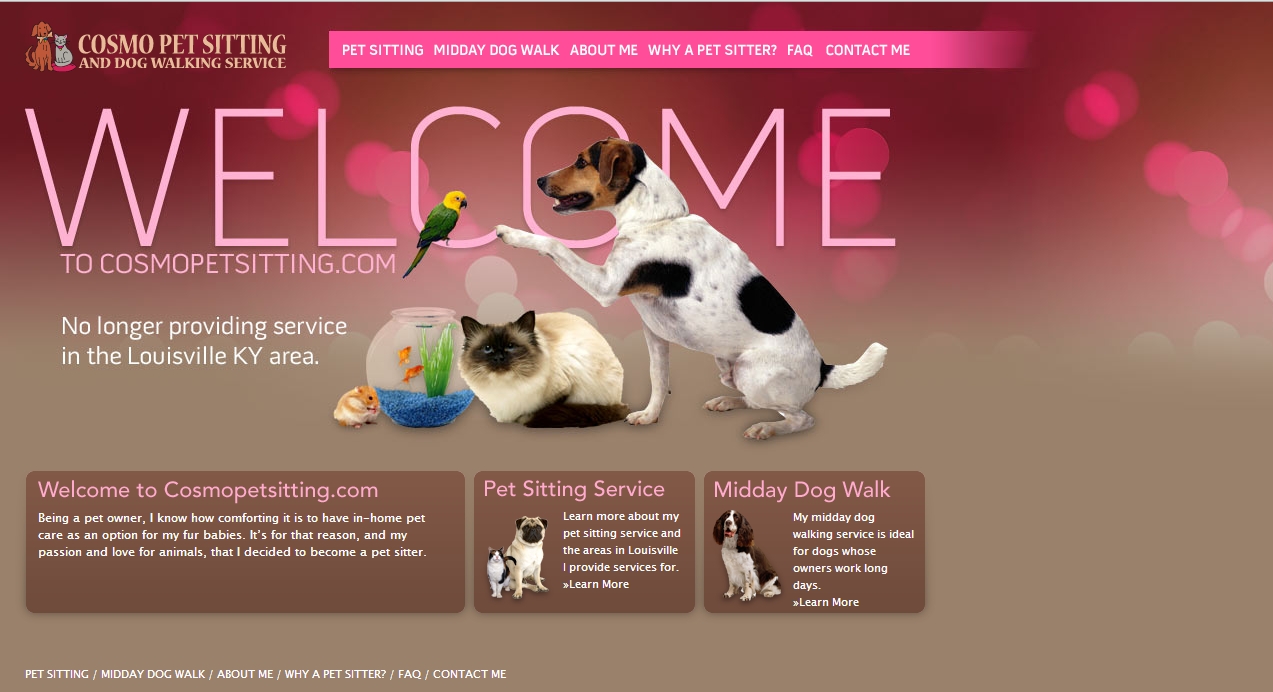 COSMO PET SITTING
AND DOG WALKING SERVICE
PET SITTING MIDDAY DOG WALK ABOUT ME WHY A PET SITTER? FAQ CONTACT ME
WELCOME
TO COSMOPETSITTING.COM
No longer providing service
in the Louisville KY area.
Welcome to Cosmopetsitting.com
Being a pet owner, I know how comforting it is to have in-home pet
care as an option for my fur babies. It's for that reason, and my
passion and love for animals, that I decided to become a pet sitter.
Pet Sitting Service
Learn more about my
pet sitting service and
the areas in Louisville
I provide services for.
»Learn More
Midday Dog Walk
My midday dog
walking service is ideal
for dogs whose
owners work long
days.
»Learn More
PET SITTING / MIDDAY DOG WALK / ABOUT ME / WHY A PET SITTER? / FAQ / CONTACT ME